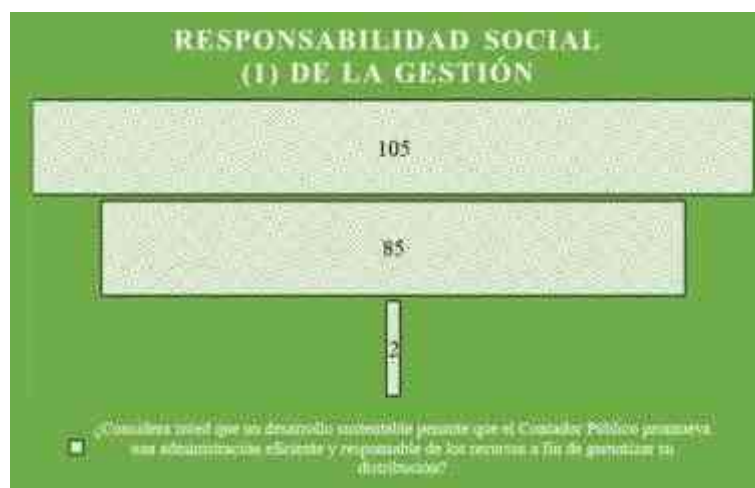 RESPONSABILIDAD SOCIAL
(1) DE LA GESTIÓN
105
85
2
¿Considera usted que un desarrollo sustentable permite que el Contador Público promueva
una administración eficiente y responsable de los recursos a fin de garantizar su
distribución?